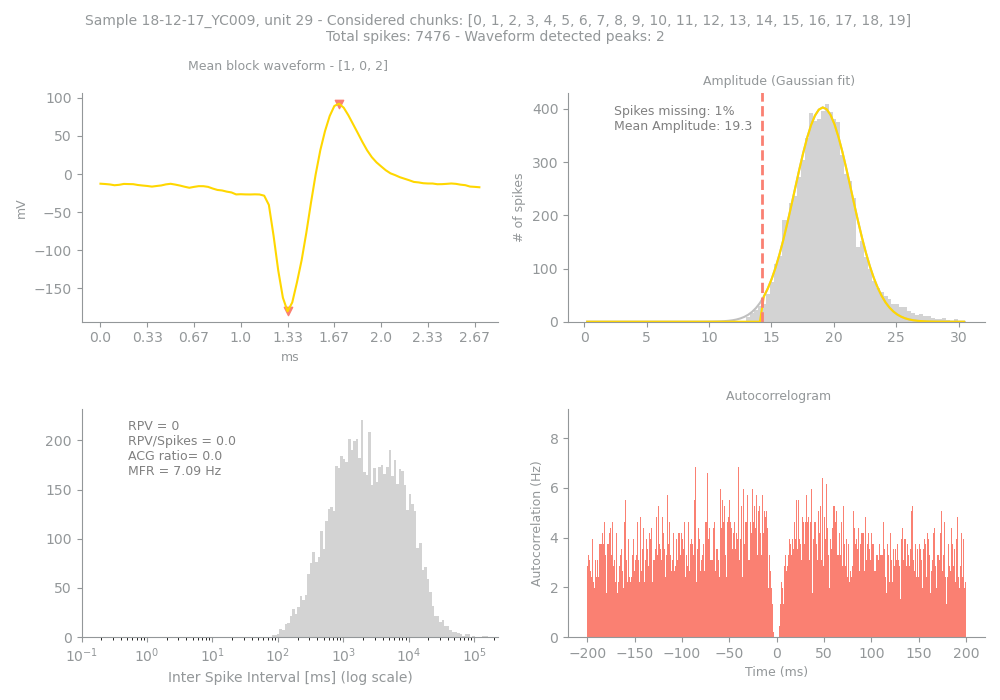 Sample 18-12-17_YC009, unit 29 - Considered chunks: [0, 1, 2, 3, 4, 5, 6, 7, 8, 9, 10, 11, 12, 13, 14, 15, 16, 17, 18, 19]
Total spikes: 7476 - Waveform detected peaks: 2
Mean block waveform - [1, 0, 2]
100
50
0
−50
−100
−150
mV
0.0 0.33 0.67 1.0 1.33 1.67 2.0 2.33 2.67
ms
Amplitude (Gaussian fit)
Spikes missing: 1%
Mean Amplitude: 19.3
400
300
200
100
0
# of spikes
0 5 10 15 20 25 30
RPV = 0
RPV/Spikes = 0.0
ACG ratio= 0.0
MFR = 7.09 Hz
200
150
100
50
0
10⁻¹ 10⁰ 10¹ 10² 10³ 10⁴ 10⁵
Inter Spike Interval [ms] (log scale)
Autocorrelogram
8
6
4
2
0
Autocorrelation (Hz)
−200 −150 −100 −50 0 50 100 150 200
Time (ms)